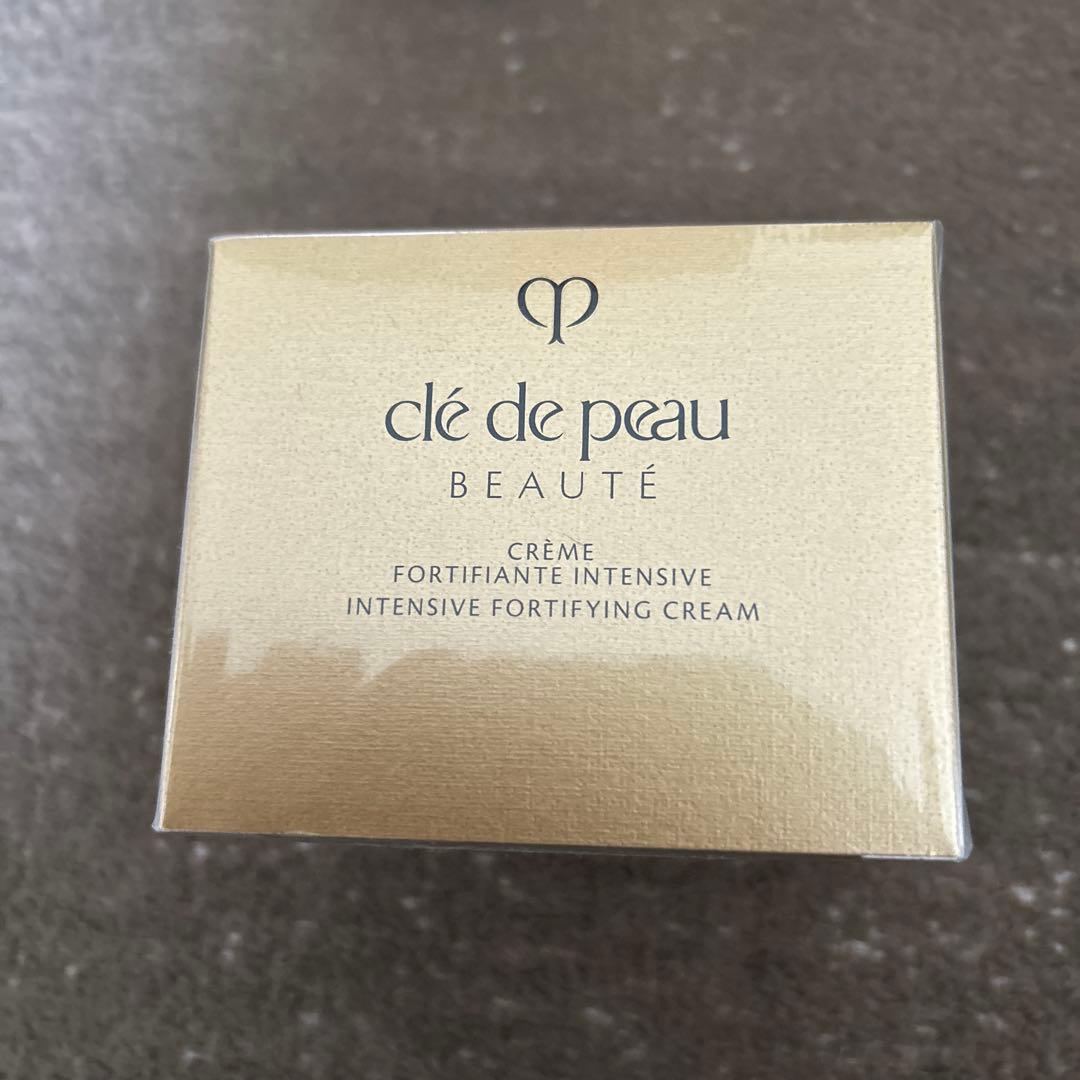 clé de peau
BEAUTÉ
CRÈME
FORTIFIANTE INTENSIVE
INTENSIVE FORTIFYING CREAM